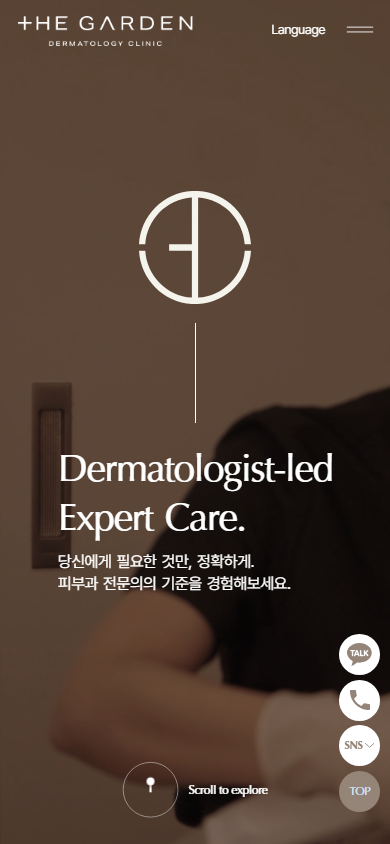 THE GARDEN
DERMATOLOGY CLINIC
Language
Dermatologist-led
Expert Care.
당신에게 필요한 것만, 정확하게.
피부과 전문의의 기준을 경험해보세요.
TALK
SNS
TOP
Scroll to explore